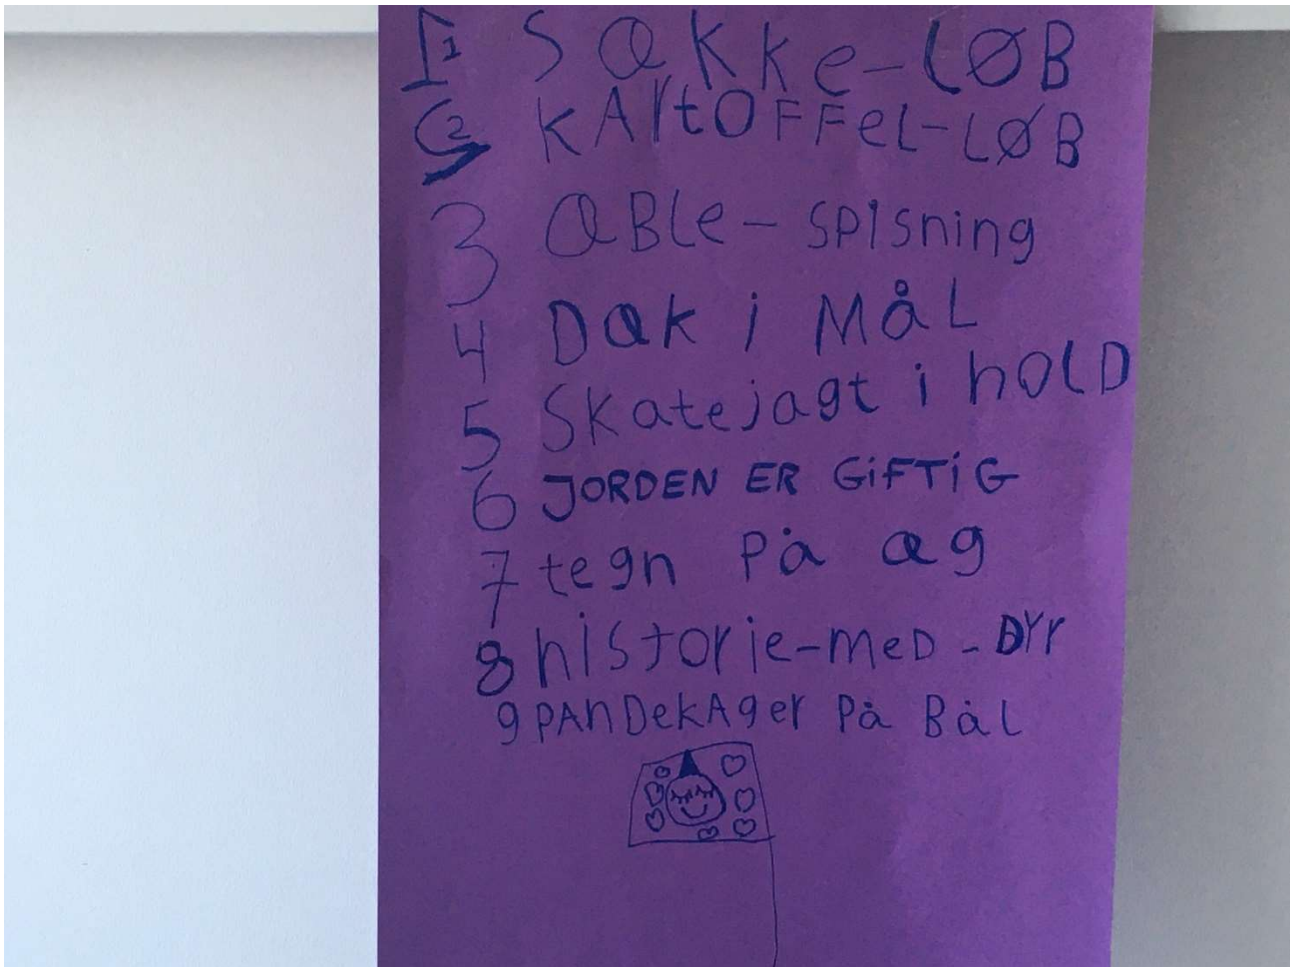 1 Sække-LØB
2 KARtOFFeL-LØB
3 æBLe-spisning
4 Dæk i MåL
5 Skatejagt i hOLD
6 JORDEN ER GiFTiG
7 tegn på æg
8 hiSTorie-meD-DYr
9 PAnDekAger På BåL